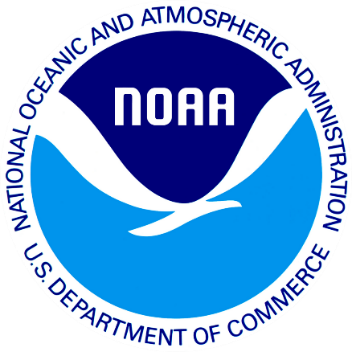 NATIONAL OCEANIC AND ATMOSPHERIC ADMINISTRATION
NOAA
U.S. DEPARTMENT OF COMMERCE